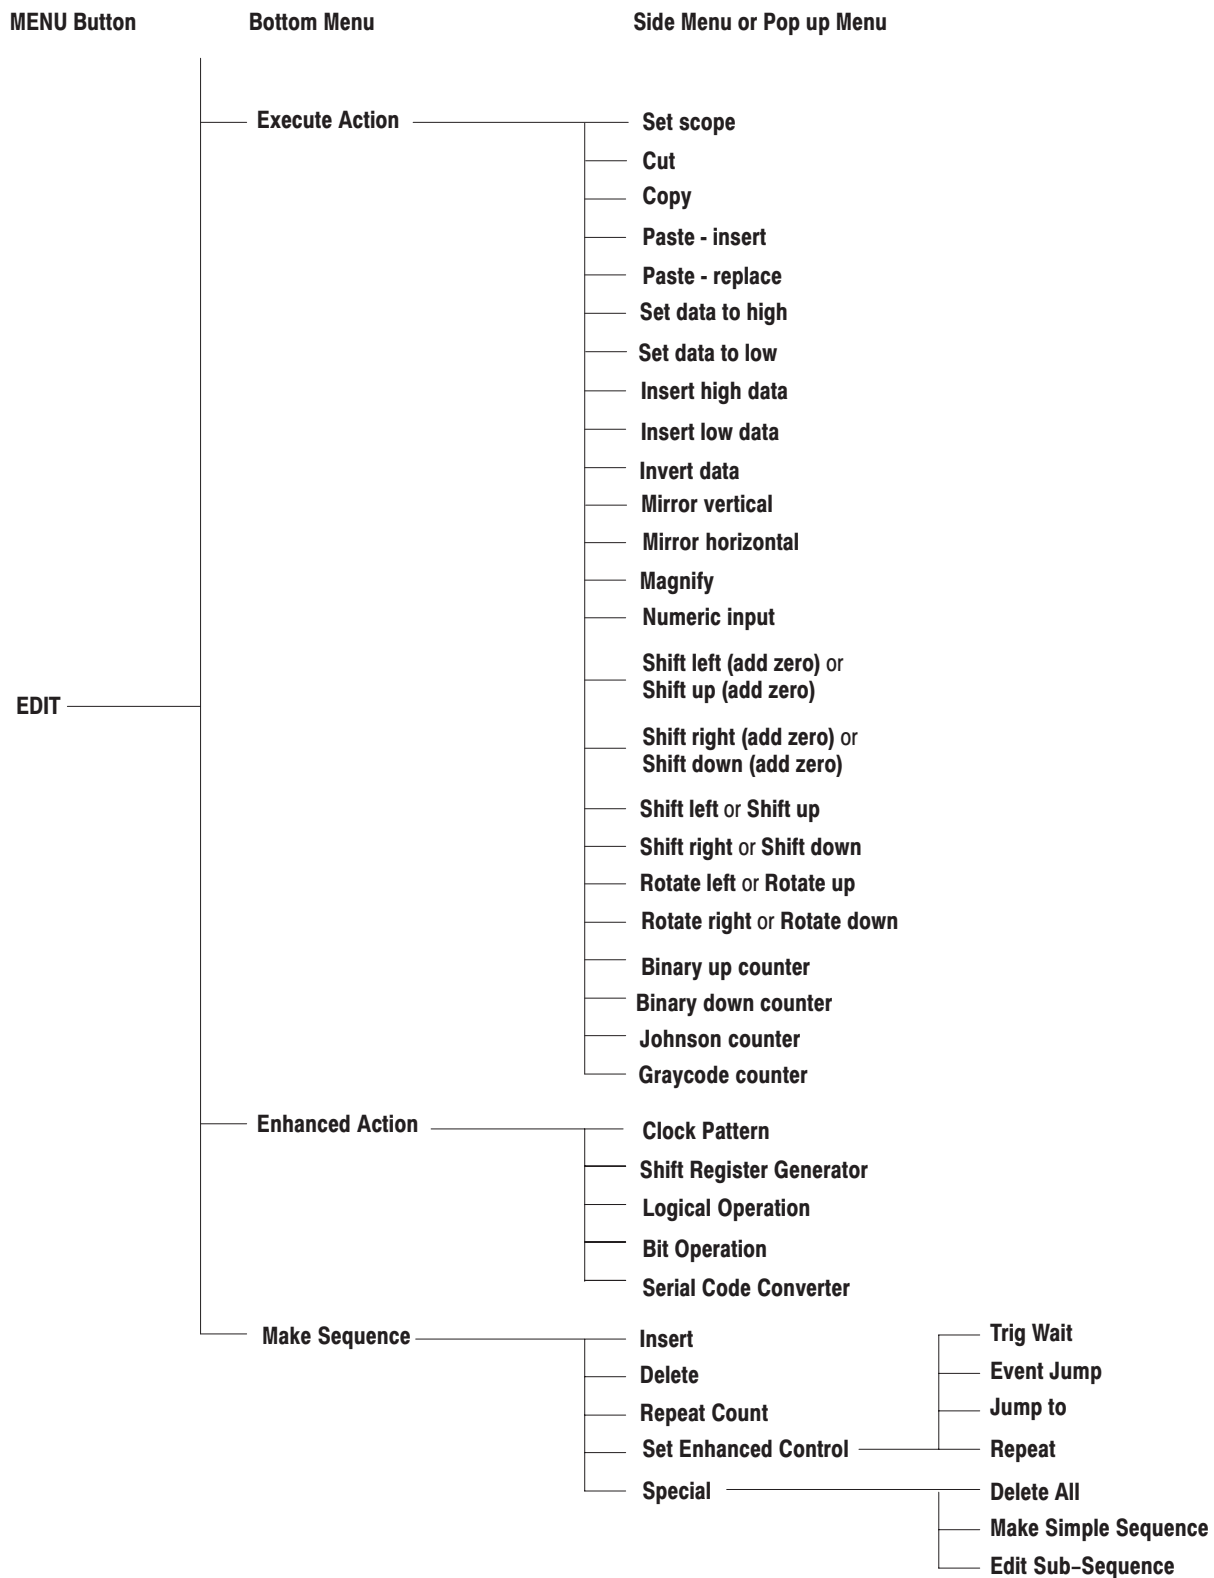 MENU Button Bottom Menu Side Menu or Pop up Menu
Execute Action Set scope
Cut
Copy
Paste - insert
Paste - replace
Set data to high
Set data to low
Insert high data
Insert low data
Invert data
Mirror vertical
Mirror horizontal
Magnify
Numeric input
Shift left (add zero) or
Shift up (add zero)
EDIT
Shift right (add zero) or
Shift down (add zero)
Shift left or Shift up
Shift right or Shift down
Rotate left or Rotate up
Rotate right or Rotate down
Binary up counter
Binary down counter
Johnson counter
Graycode counter
Enhanced Action Clock Pattern
Shift Register Generator
Logical Operation
Bit Operation
Serial Code Converter
Make Sequence Insert Trig Wait
Delete Event Jump
Repeat Count Jump to
Set Enhanced Control Repeat
Special Delete All
Make Simple Sequence
Edit Sub-Sequence